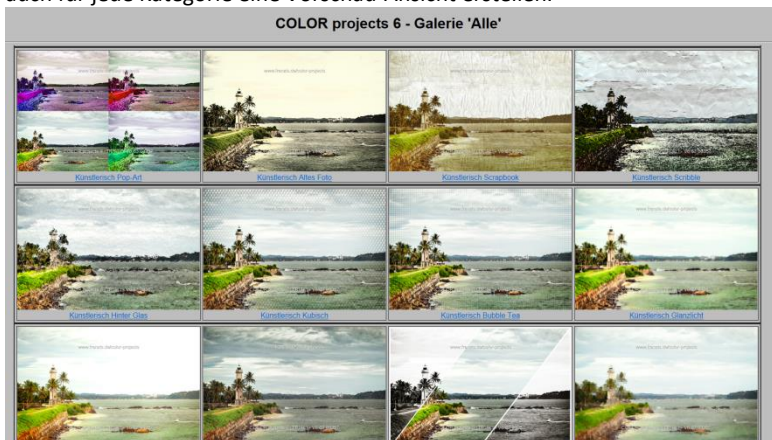 auch für jede Kategorie eine Vorschau-Ansicht erstellen.
COLOR projects 6 - Galerie 'Alle'
Künstlerisch Pop-Art
Künstlerisch Altes Foto
Künstlerisch Scrapbook
Künstlerisch Scribble
Künstlerisch Hinter Glas
Künstlerisch Kubisch
Künstlerisch Bubble Tea
Künstlerisch Glanzlicht